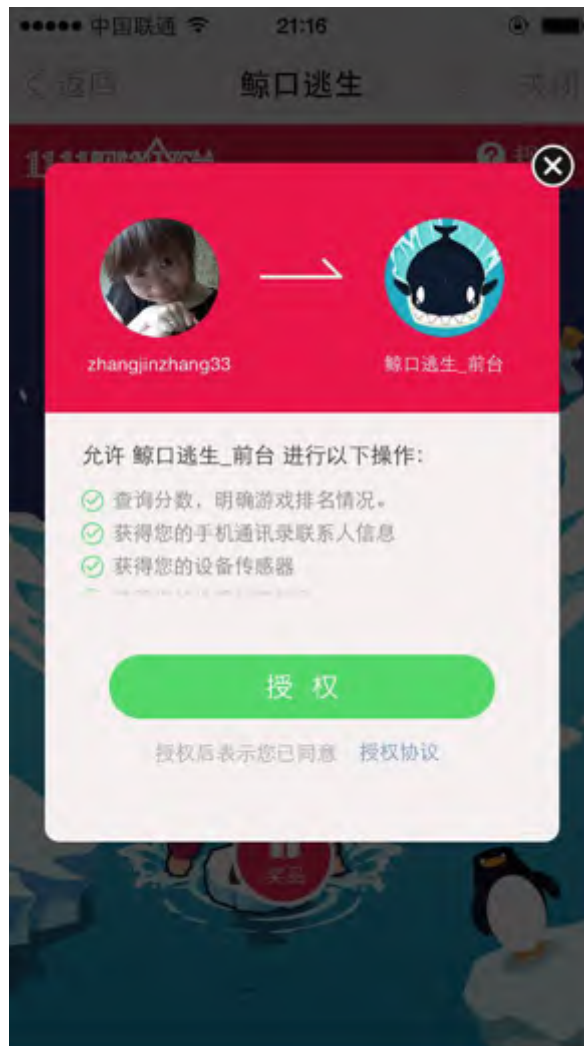 中国联通 21:16
返回 鲸口逃生 关闭
zhangjinzhang33 鲸口逃生_前台
允许 鲸口逃生_前台 进行以下操作：
查询分数，明确游戏排名情况。
获得您的手机通讯录联系人信息
获得您的设备传感器
授 权
授权后表示您已同意 授权协议
奖品